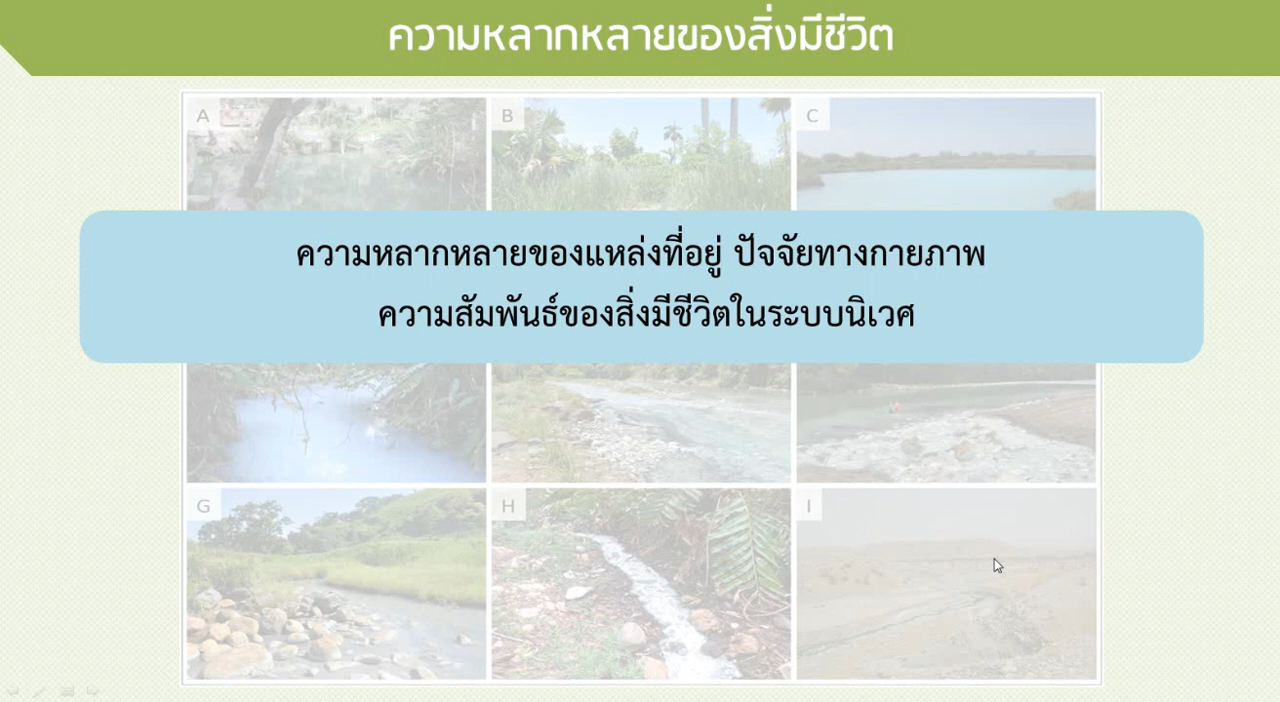 ความหลากหลายของสิ่งมีชีวิต
A
B
C
ความหลากหลายของแหล่งที่อยู่ ปัจจัยทางกายภาพ
ความสัมพันธ์ของสิ่งมีชีวิตในระบบนิเวศ
G
H
I